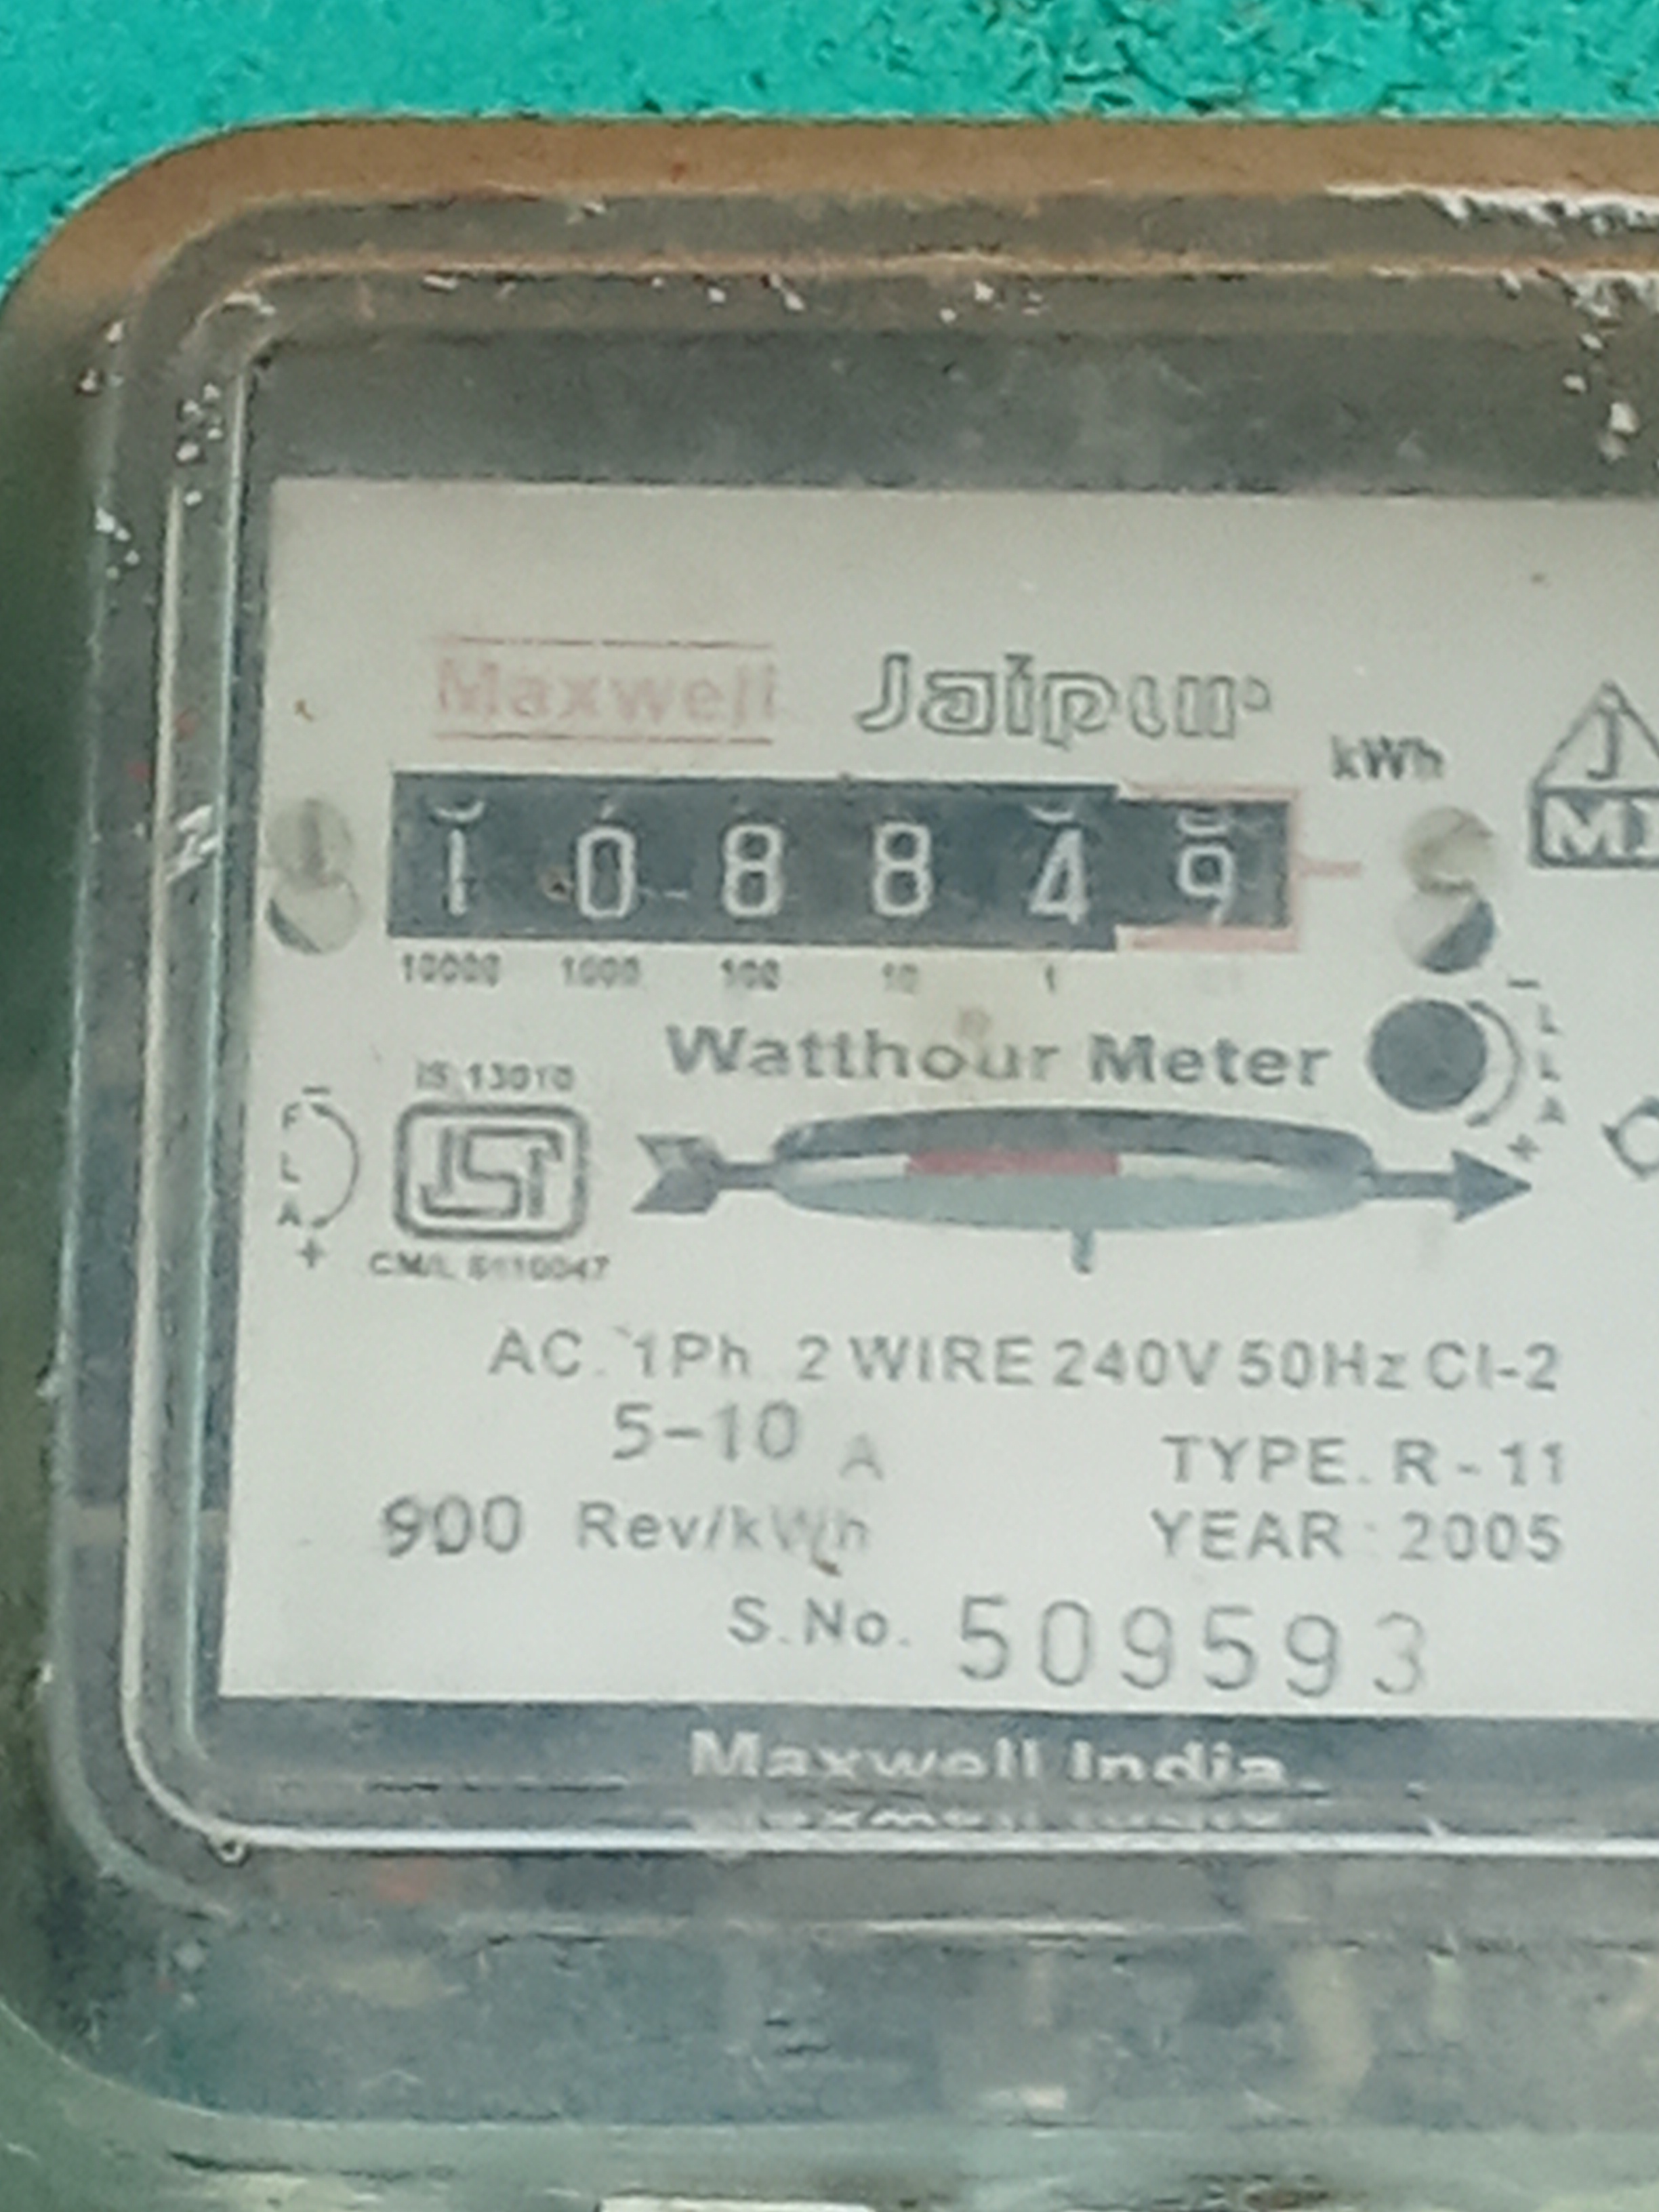 Maxwell Jaipur
kWh
J
1 0 8 8 4 9
10000 1000 100 10 1
Watthour Meter
IS 13010
- F L A +
ISI
- L L A
CM/L
AC. 1Ph. 2 WIRE 240V 50Hz Cl-2
5-10 A
TYPE. R - 11
900 Rev/kWh
YEAR : 2005
S.No. 509593
Maxwell India